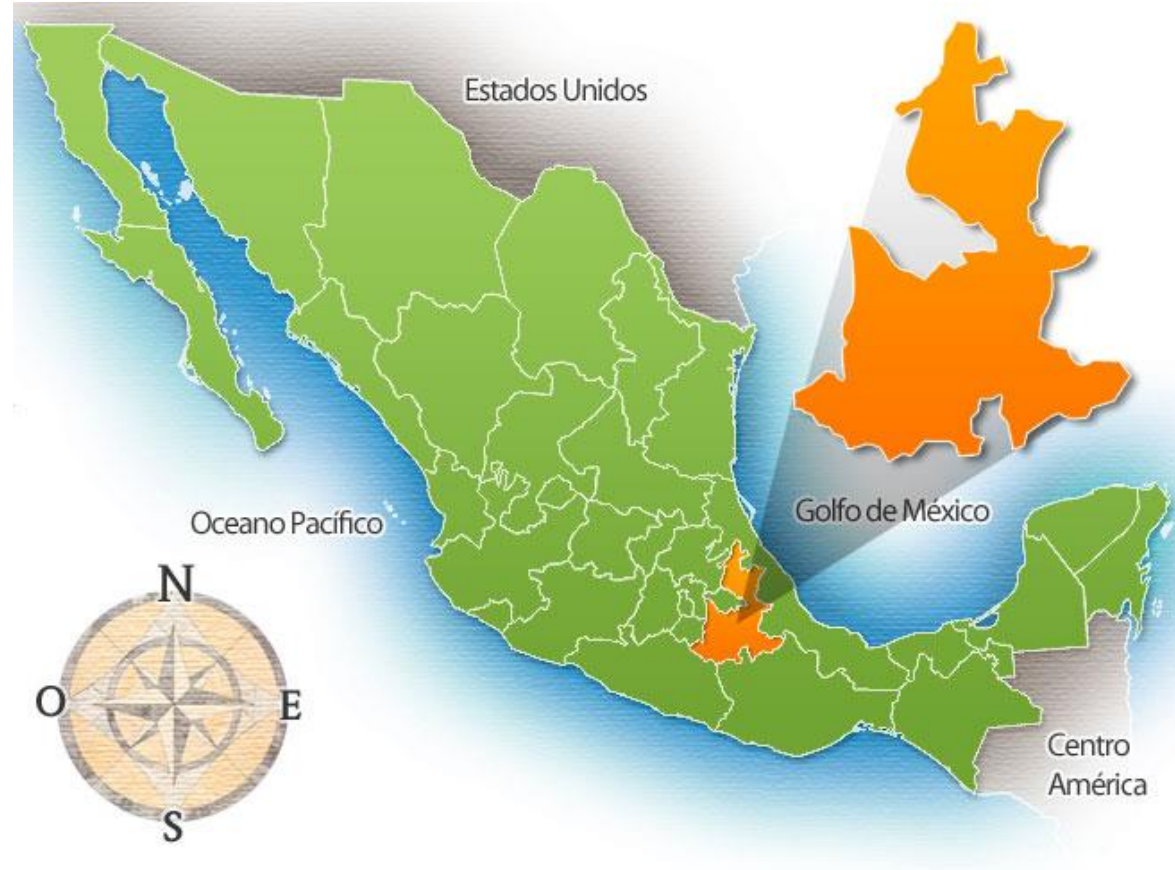 Estados Unidos
Golfo de México
Oceano Pacífico
N
O
E
S
Centro
América